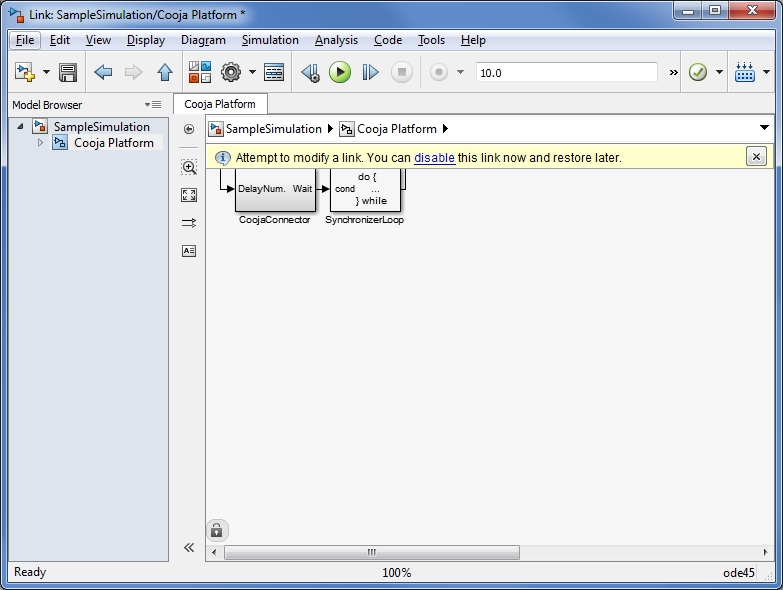 Link: SampleSimulation/Cooja Platform *
File Edit View Display Diagram Simulation Analysis Code Tools Help
10.0 »
Model Browser
Cooja Platform
SampleSimulation
Cooja Platform
SampleSimulation Cooja Platform
Attempt to modify a link. You can disable this link now and restore later.
DelayNum. Wait
do {
cond ...
} while
CoojaConnector SynchronizerLoop
Ready 100% ode45